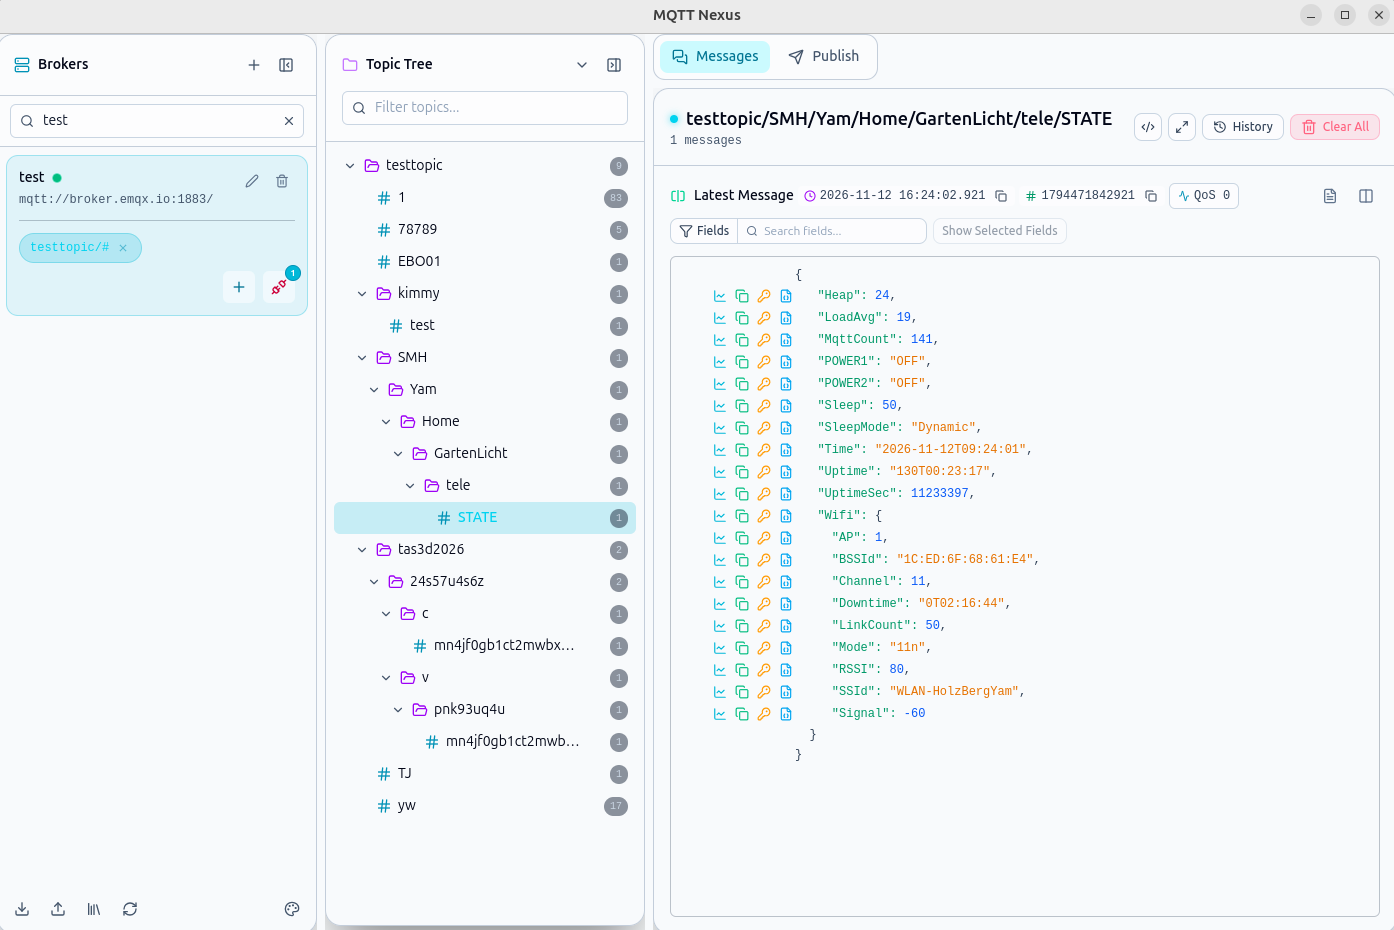 MQTT Nexus
Brokers
test
test
mqtt://broker.emqx.io:1883/
testtopic/#
1
Topic Tree
Filter topics...
testtopic 9
1 83
78789 5
EBO01 1
kimmy 1
test 1
SMH 1
Yam 1
Home 1
GartenLicht 1
tele 1
STATE 1
tas3d2026 2
24s57u4s6z 2
c 1
mn4jf0gb1ct2mwbx... 1
v 1
pnk93uq4u 1
mn4jf0gb1ct2mwb... 1
TJ 1
yw 17
Messages Publish
testtopic/SMH/Yam/Home/GartenLicht/tele/STATE
1 messages
History Clear All
Latest Message 2026-11-12 16:24:02.921 # 1794471842921 QoS 0
Fields Search fields... Show Selected Fields
{
"Heap": 24,
"LoadAvg": 19,
"MqttCount": 141,
"POWER1": "OFF",
"POWER2": "OFF",
"Sleep": 50,
"SleepMode": "Dynamic",
"Time": "2026-11-12T09:24:01",
"Uptime": "130T00:23:17",
"UptimeSec": 11233397,
"Wifi": {
"AP": 1,
"BSSId": "1C:ED:6F:68:61:E4",
"Channel": 11,
"Downtime": "0T02:16:44",
"LinkCount": 50,
"Mode": "11n",
"RSSI": 80,
"SSId": "WLAN-HolzBergYam",
"Signal": -60
}
}